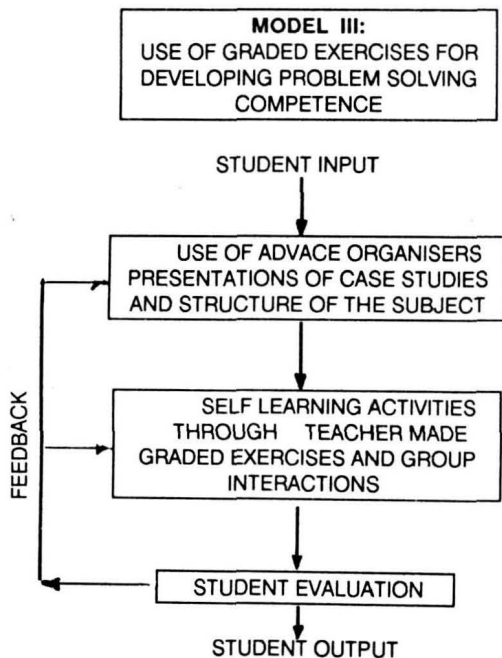 MODEL III:
USE OF GRADED EXERCISES FOR
DEVELOPING PROBLEM SOLVING
COMPETENCE
STUDENT INPUT
USE OF ADVACE ORGANISERS
PRESENTATIONS OF CASE STUDIES
AND STRUCTURE OF THE SUBJECT
SELF LEARNING ACTIVITIES
THROUGH TEACHER MADE
GRADED EXERCISES AND GROUP
INTERACTIONS
FEEDBACK
STUDENT EVALUATION
STUDENT OUTPUT